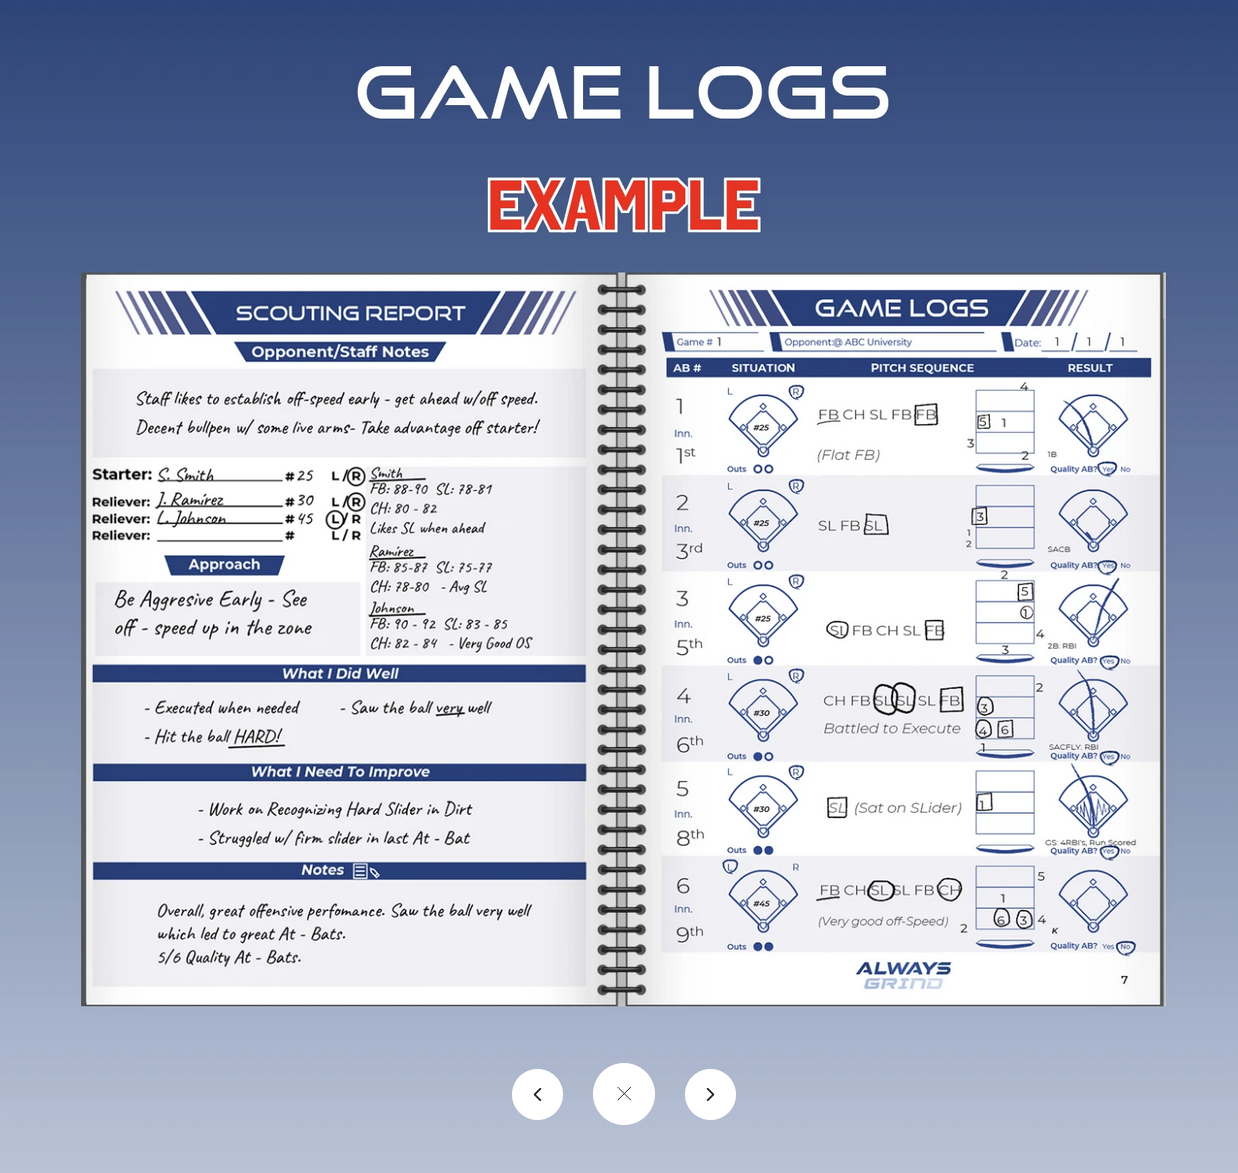 GAME LOGS
EXAMPLE
SCOUTING REPORT
Opponent/Staff Notes
Staff likes to establish off-speed early - get ahead w/off speed.
Decent bullpen w/ some live arms- Take advantage off starter!
Starter: S. Smith #25 L/R
Reliever: J. Ramirez #30 L/R
Reliever: L. Johnson #45 L/R
Reliever: # L/R
Smith
FB: 88-90 SL: 78-81
CH: 80 - 82
Likes SL when ahead
Ramirez
FB: 85-87 SL: 75-77
CH: 78-80 - Avg SL
Johnson
FB: 90 - 92 SL: 83 - 85
CH: 82 - 84 - Very Good OS
Approach
Be Aggresive Early - See
off - speed up in the zone
What I Did Well
- Executed when needed - Saw the ball very well
- Hit the ball HARD!
What I Need To Improve
- Work on Recognizing Hard Slider in Dirt
- Struggled w/ firm slider in last At - Bat
Notes
Overall, great offensive perfomance. Saw the ball very well
which led to great At - Bats.
5/6 Quality At - Bats.
GAME LOGS
Game # 1 Opponent:@ ABC University Date: 1 / 1 / 1
AB # SITUATION PITCH SEQUENCE RESULT
1
Inn.
1st
L R
#25
Outs
FB CH SL FB FB
(Flat FB)
4
5 1
3
2
1B
Quality AB? Yes No
2
Inn.
3rd
L R
#25
Outs
SL FB SL
3
1
2
SACB
Quality AB? Yes No
3
Inn.
5th
L R
#25
Outs
SL FB CH SL FB
2
5
1
4
3
2B: RBI
Quality AB? Yes No
4
Inn.
6th
L R
#30
Outs
CH FB SL SL SL FB
Battled to Execute
2
3
4 6
1
SACFLY: RBI
Quality AB? Yes No
5
Inn.
8th
L R
#30
Outs
SL (Sat on SLider)
1
GS: 4RBI's, Run Scored
Quality AB? Yes No
6
Inn.
9th
L R
#45
Outs
FB CH SL SL FB CH
(Very good off-Speed)
5
1
6 3 4
2
K
Quality AB? Yes No
ALWAYS
GRIND
7